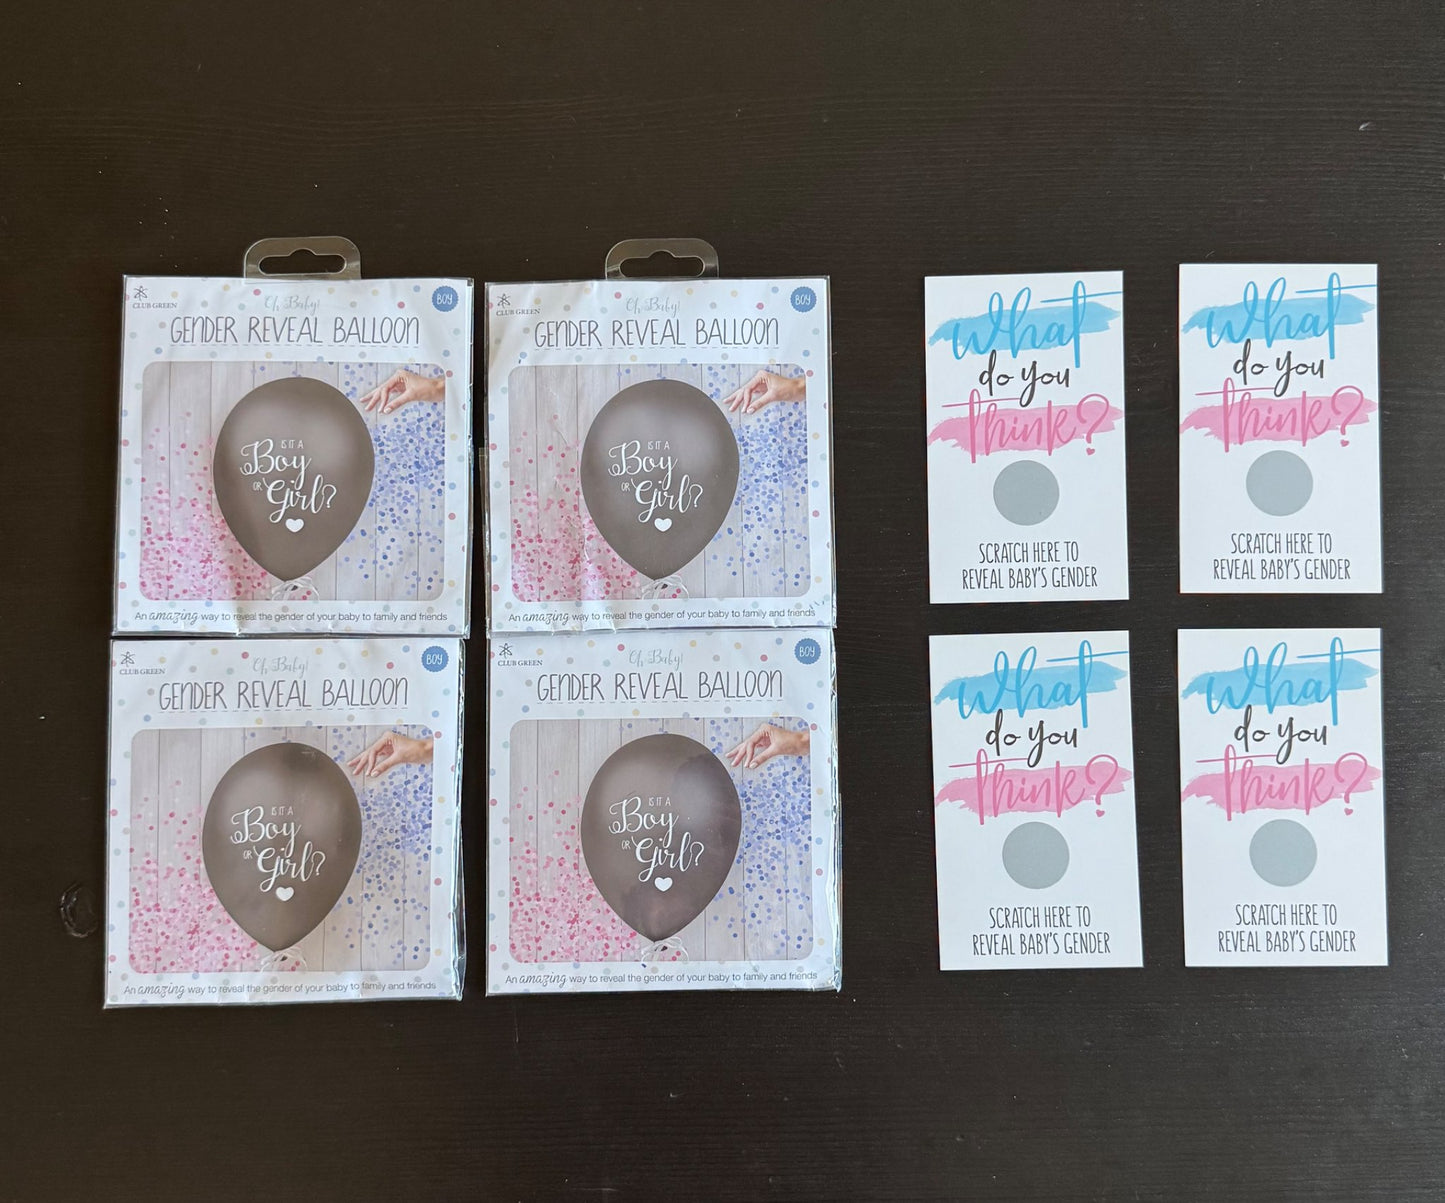 CLUB GREEN
Oh Baby!
BOY
GENDER REVEAL BALLOON
IS IT A
Boy
OR
Girl?
An amazing way to reveal the gender of your baby to family and friends
CLUB GREEN
Oh Baby!
BOY
GENDER REVEAL BALLOON
IS IT A
Boy
OR
Girl?
An amazing way to reveal the gender of your baby to family and friends
CLUB GREEN
Oh Baby!
BOY
GENDER REVEAL BALLOON
IS IT A
Boy
OR
Girl?
An amazing way to reveal the gender of your baby to family and friends
CLUB GREEN
Oh Baby!
BOY
GENDER REVEAL BALLOON
IS IT A
Boy
OR
Girl?
An amazing way to reveal the gender of your baby to family and friends
What
do you
think?
SCRATCH HERE TO
REVEAL BABY'S GENDER
What
do you
think?
SCRATCH HERE TO
REVEAL BABY'S GENDER
What
do you
think?
SCRATCH HERE TO
REVEAL BABY'S GENDER
What
do you
think?
SCRATCH HERE TO
REVEAL BABY'S GENDER